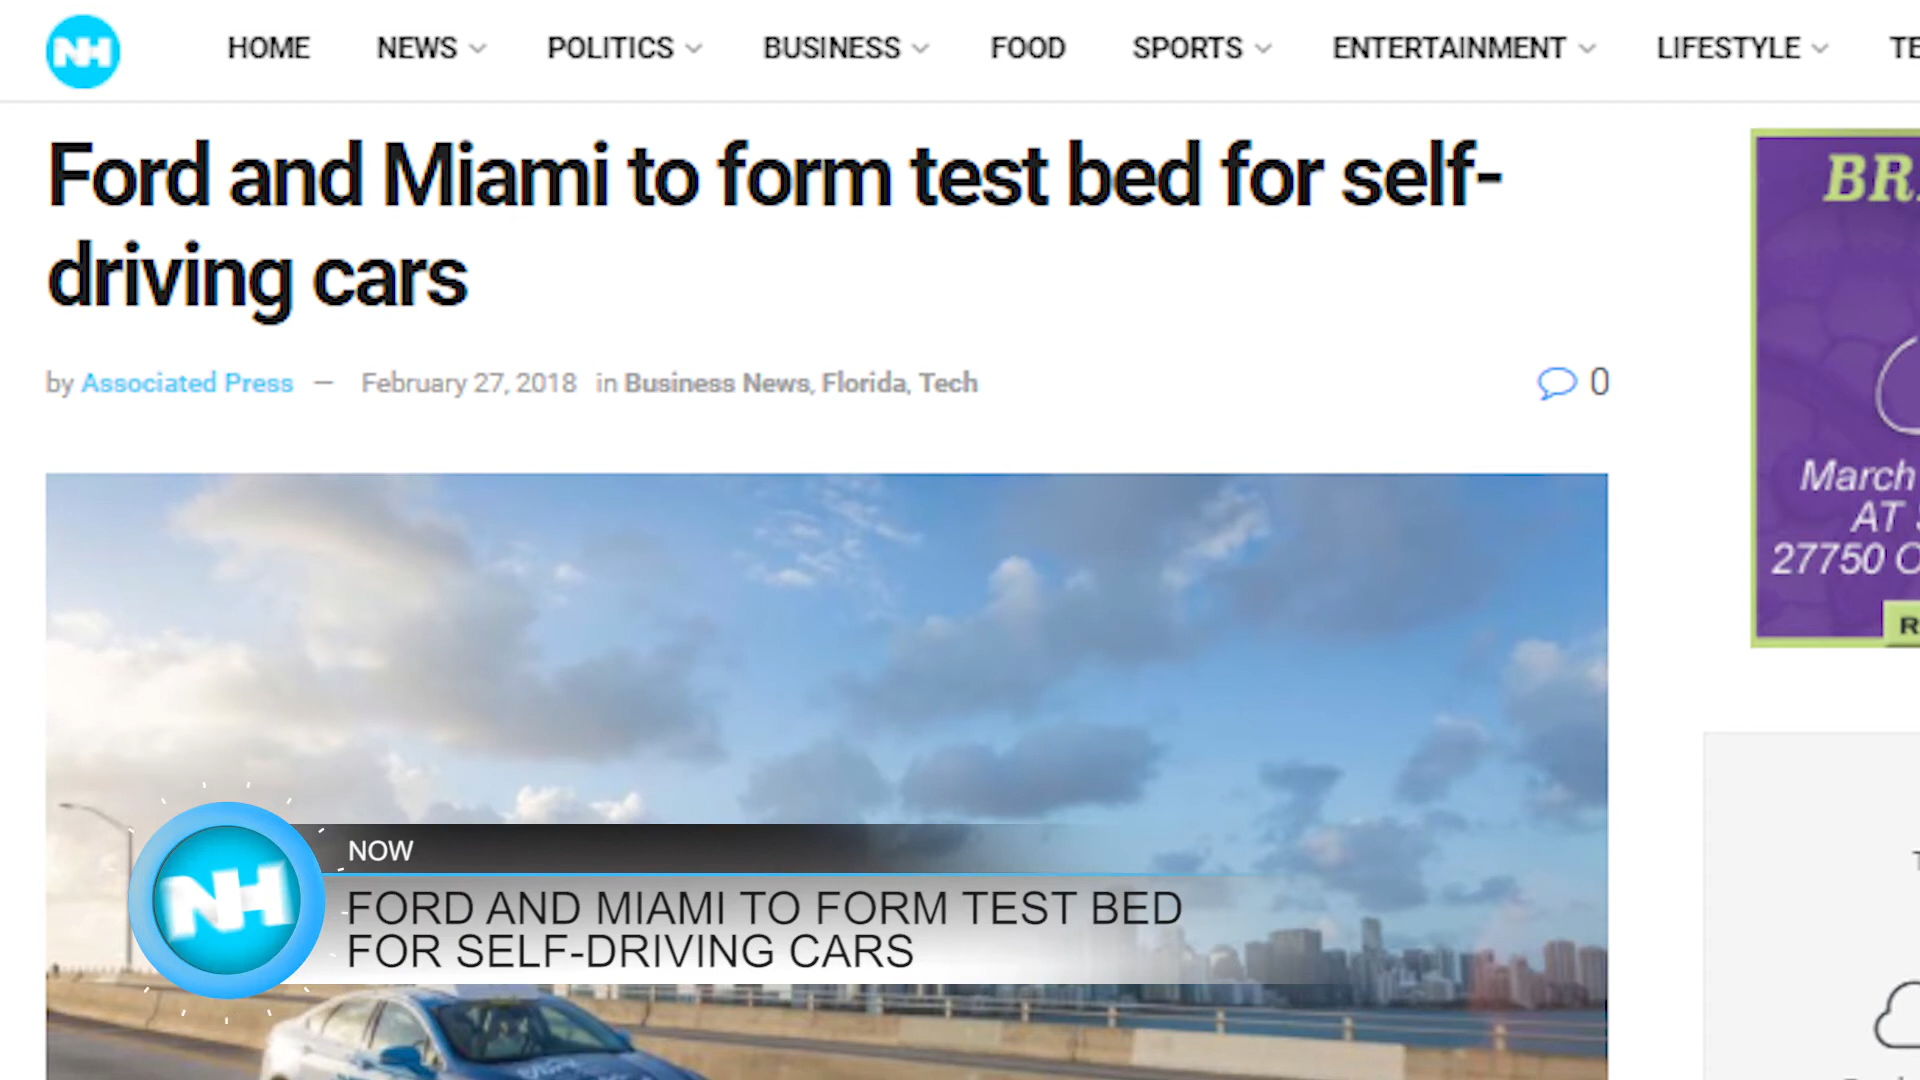 NH
HOME NEWS POLITICS BUSINESS FOOD SPORTS ENTERTAINMENT LIFESTYLE
Ford and Miami to form test bed for self-
driving cars
by Associated Press — February 27, 2018 in Business News, Florida, Tech
0
March
AT
27750
NOW
NH
FORD AND MIAMI TO FORM TEST BED
FOR SELF-DRIVING CARS